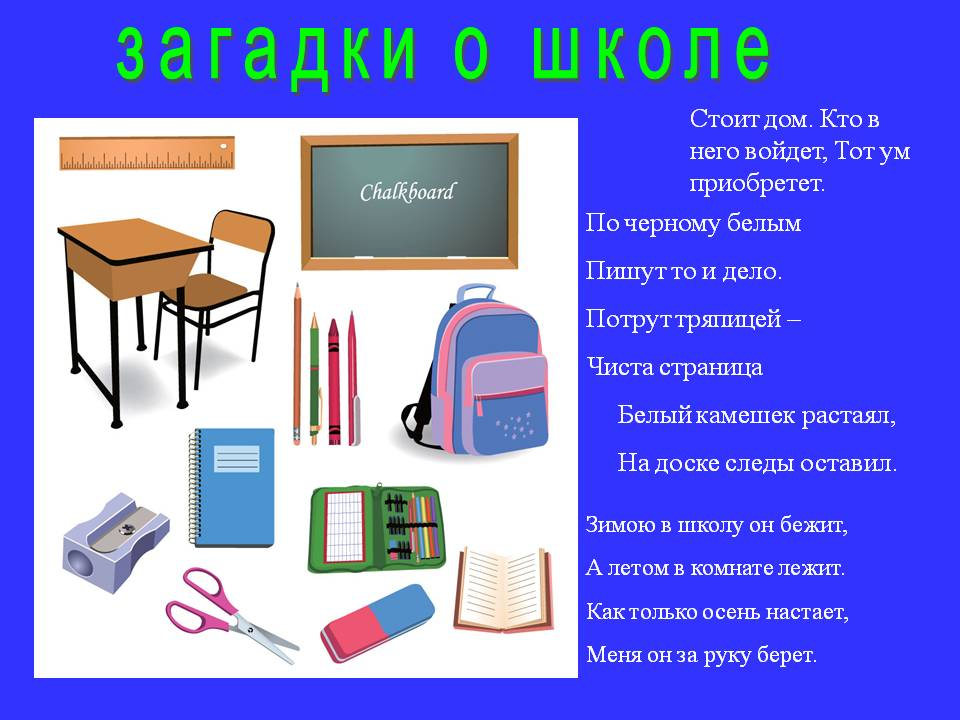 загадки о школе
Chalkboard
Стоит дом. Кто в
него войдет, Тот ум
приобретет.
По черному белым
Пишут то и дело.
Потрут тряпицей –
Чиста страница
Белый камешек растаял,
На доске следы оставил.
Зимою в школу он бежит,
А летом в комнате лежит.
Как только осень настает,
Меня он за руку берет.